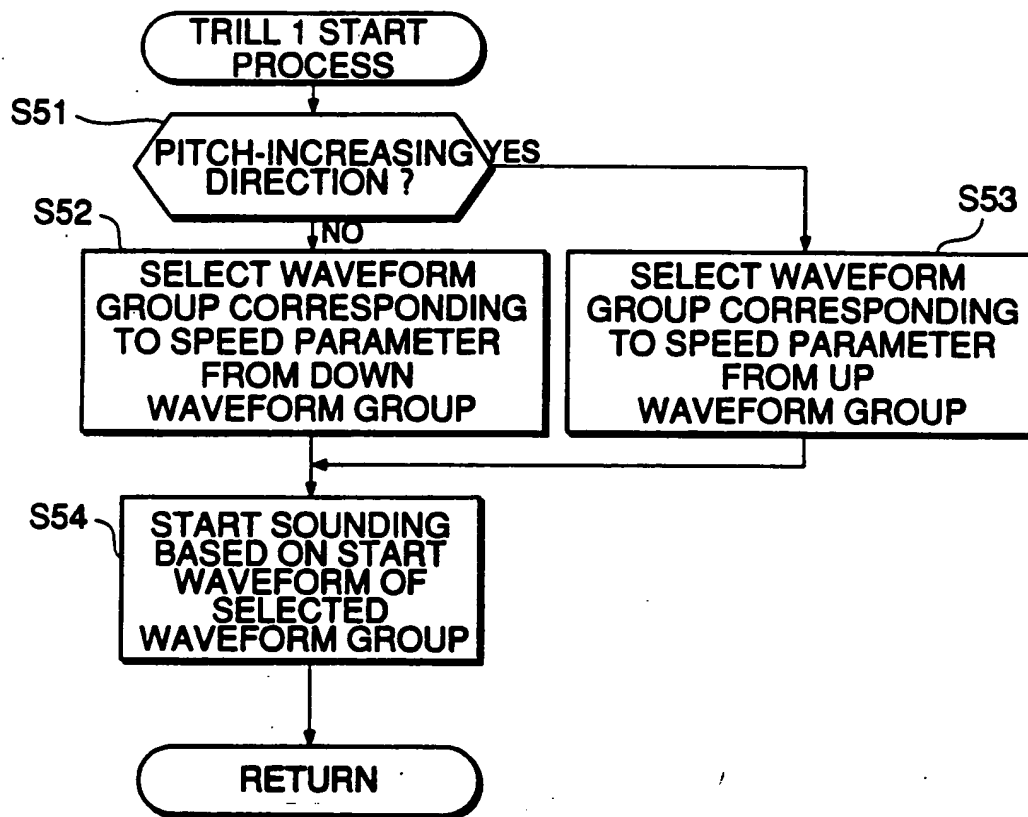 TRILL 1 START
PROCESS
S51
PITCH-INCREASING
DIRECTION ?
YES
NO
S52
SELECT WAVEFORM
GROUP CORRESPONDING
TO SPEED PARAMETER
FROM DOWN
WAVEFORM GROUP
S53
SELECT WAVEFORM
GROUP CORRESPONDING
TO SPEED PARAMETER
FROM UP
WAVEFORM GROUP
S54
START SOUNDING
BASED ON START
WAVEFORM OF
SELECTED
WAVEFORM GROUP
RETURN